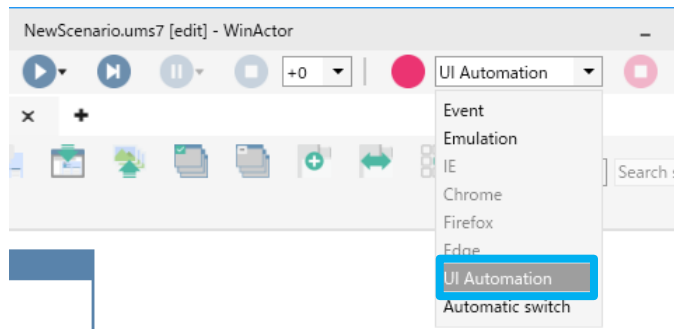 NewScenario.ums7 [edit] - WinActor
+0
UI Automation
Event
Emulation
IE
Search
Chrome
Firefox
Edge
UI Automation
Automatic switch